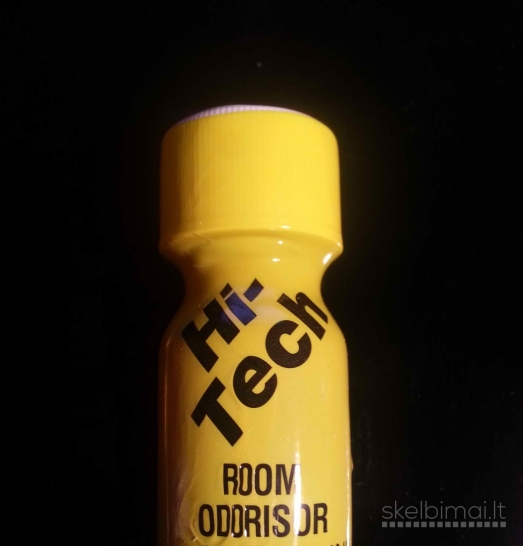 Hi-
Tech
ROOM
ODORISOR
skelbimai.lt